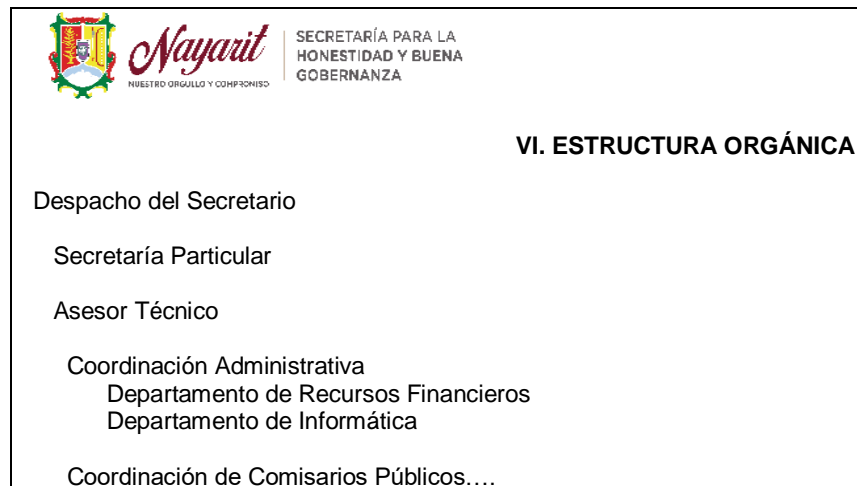 Nayarit
NUESTRO ORGULLO Y COMPROMISO
SECRETARÍA PARA LA
HONESTIDAD Y BUENA
GOBERNANZA
VI. ESTRUCTURA ORGÁNICA
Despacho del Secretario
Secretaría Particular
Asesor Técnico
Coordinación Administrativa
Departamento de Recursos Financieros
Departamento de Informática
Coordinación de Comisarios Públicos….